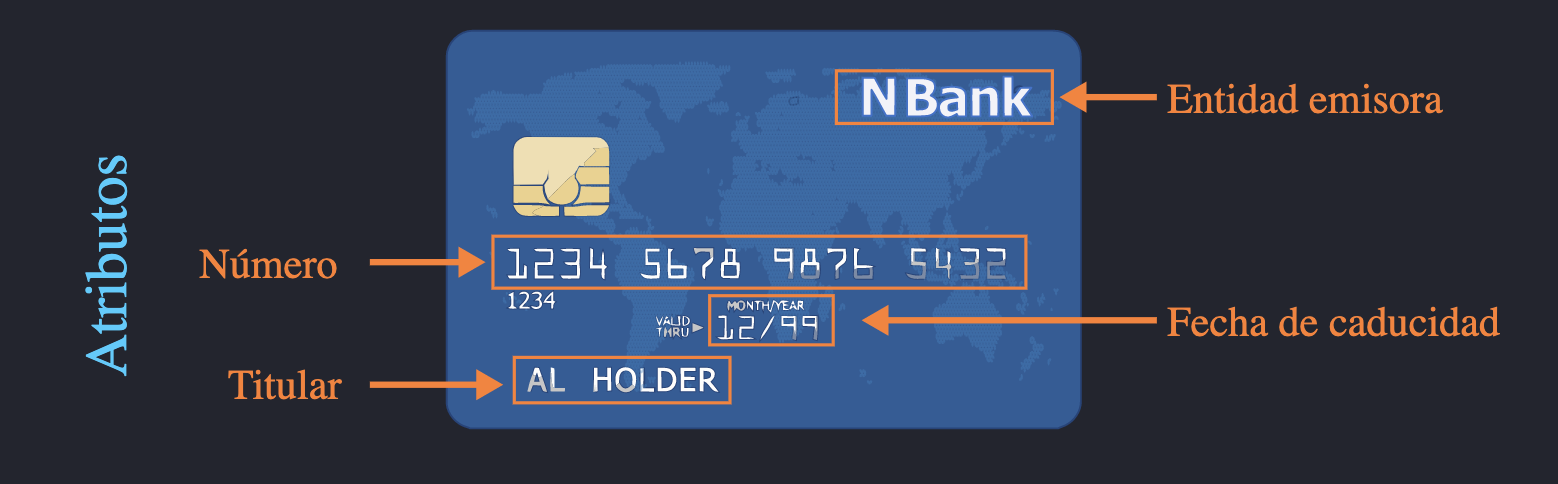 Atributos
N Bank
Entidad emisora
Número
1234 5678 9876 5432
1234
MONTH/YEAR
VALID
THRU
12/99
Fecha de caducidad
Titular
AL HOLDER